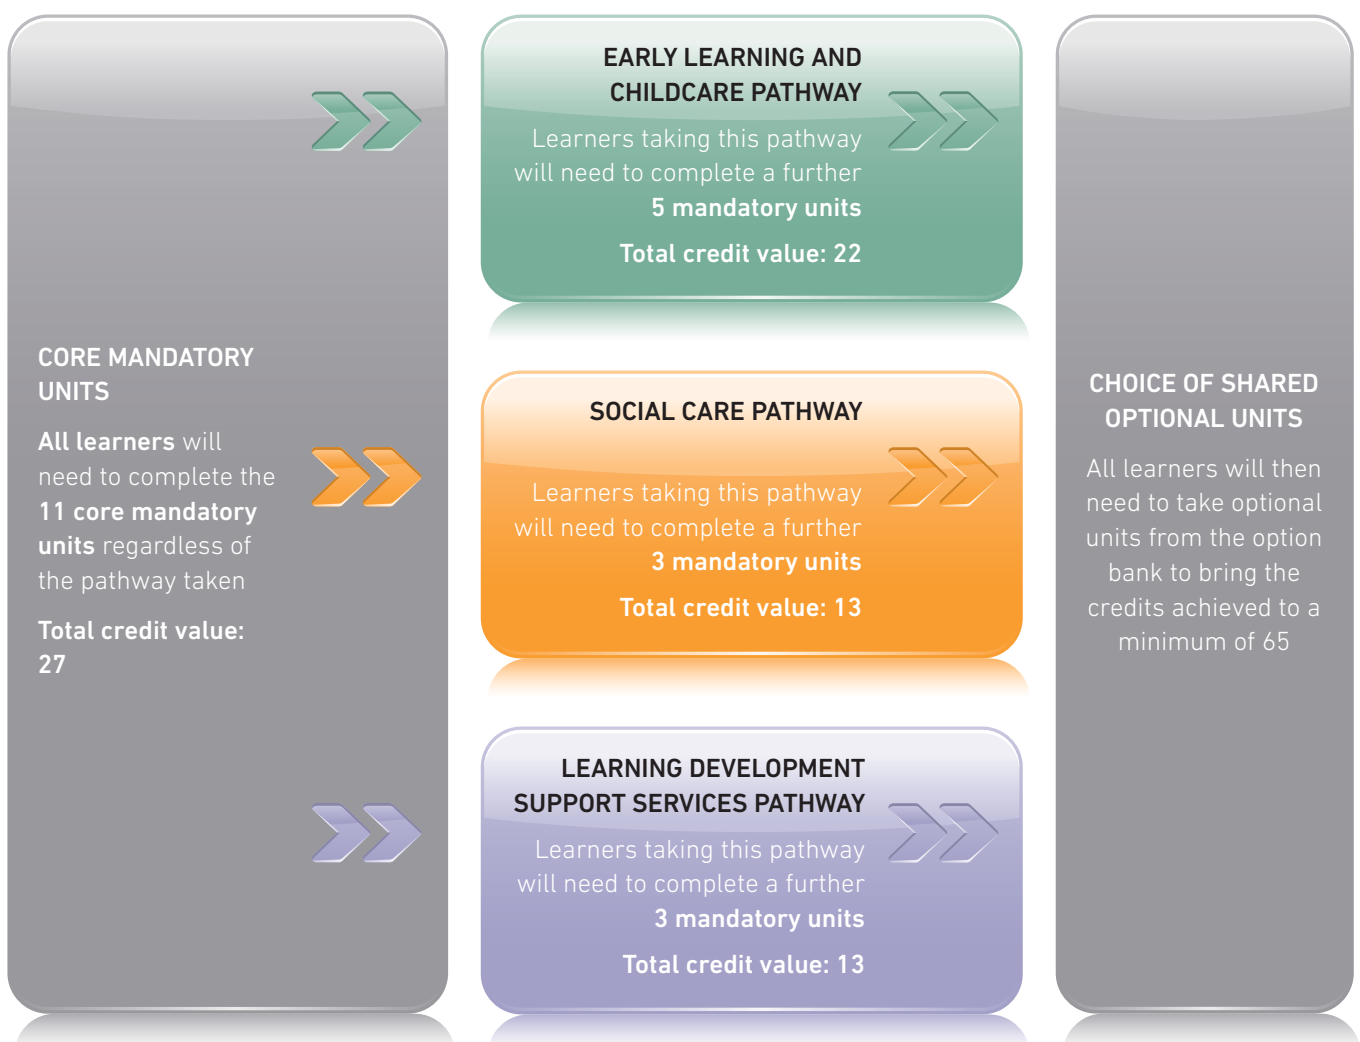 CORE MANDATORY
UNITS
All learners will
need to complete the
11 core mandatory
units regardless of
the pathway taken
Total credit value:
27
EARLY LEARNING AND
CHILDCARE PATHWAY
Learners taking this pathway
will need to complete a further
5 mandatory units
Total credit value: 22
SOCIAL CARE PATHWAY
Learners taking this pathway
will need to complete a further
3 mandatory units
Total credit value: 13
LEARNING DEVELOPMENT
SUPPORT SERVICES PATHWAY
Learners taking this pathway
will need to complete a further
3 mandatory units
Total credit value: 13
CHOICE OF SHARED
OPTIONAL UNITS
All learners will then
need to take optional
units from the option
bank to bring the
credits achieved to a
minimum of 65